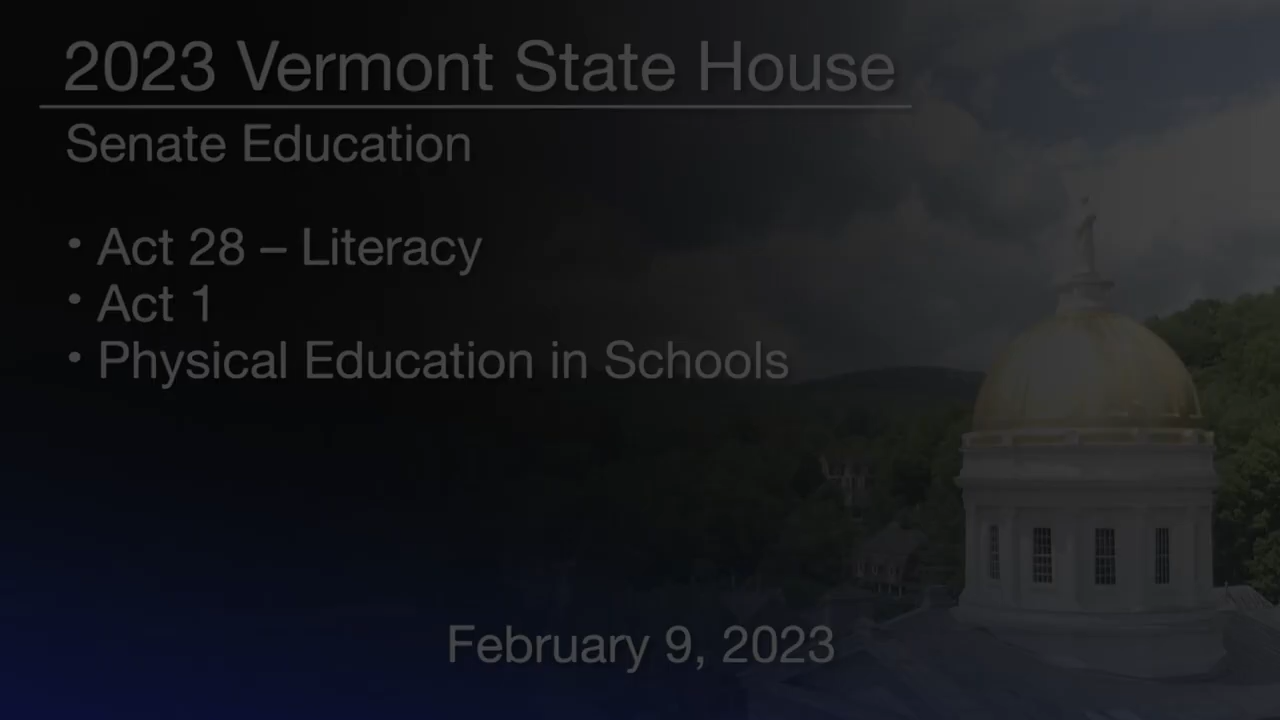 2023 Vermont State House
Senate Education
• Act 28 – Literacy
• Act 1
• Physical Education in Schools
February 9, 2023